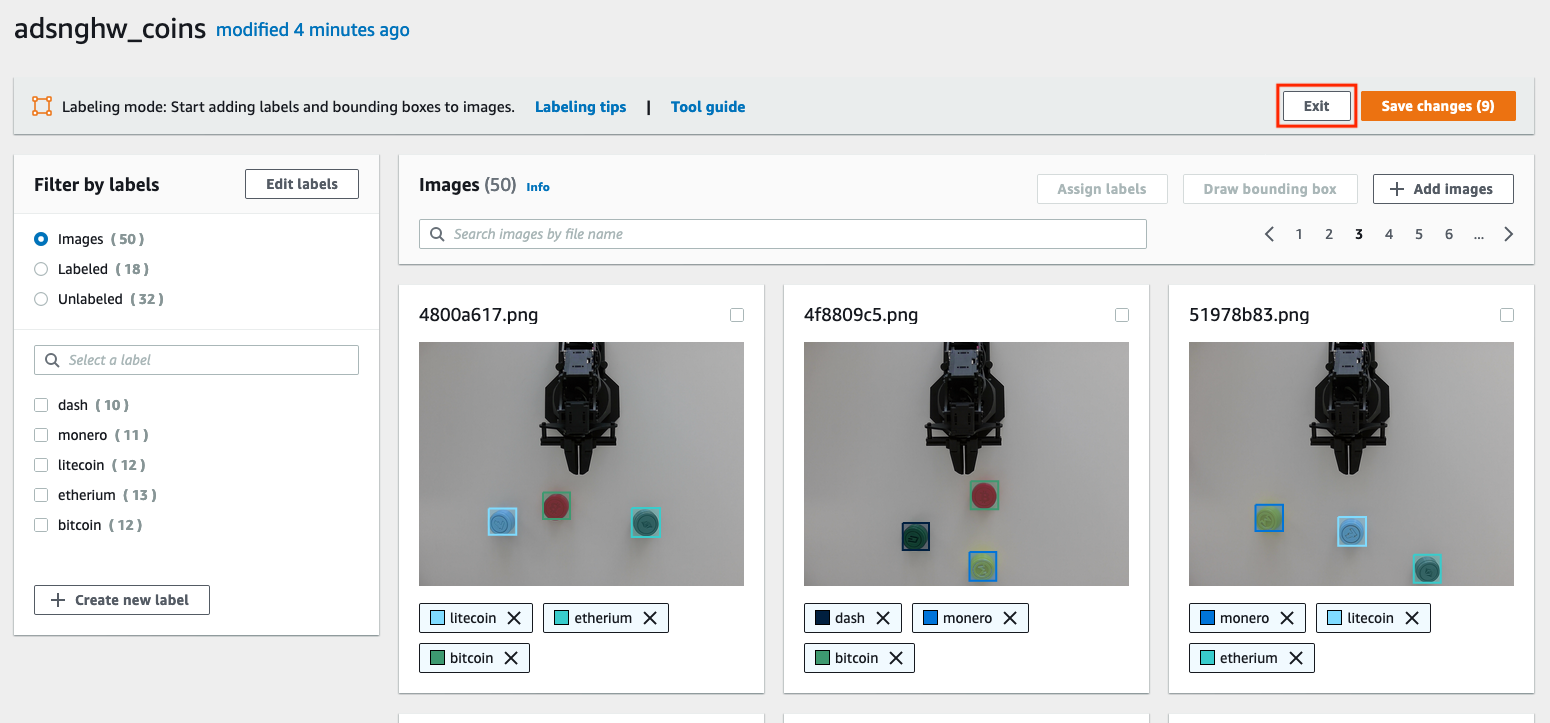 adsnghw_coins modified 4 minutes ago
Labeling mode: Start adding labels and bounding boxes to images. Labeling tips | Tool guide Exit Save changes (9)
Filter by labels Edit labels
Images ( 50 )
Labeled ( 18 )
Unlabeled ( 32 )
Select a label
dash ( 10 )
monero ( 11 )
litecoin ( 12 )
etherium ( 13 )
bitcoin ( 12 )
Create new label
Images (50) Info Assign labels Draw bounding box Add images
Search images by file name 1 2 3 4 5 6 ...
4800a617.png
litecoin etherium
bitcoin
4f8809c5.png
dash monero
bitcoin
51978b83.png
monero litecoin
etherium